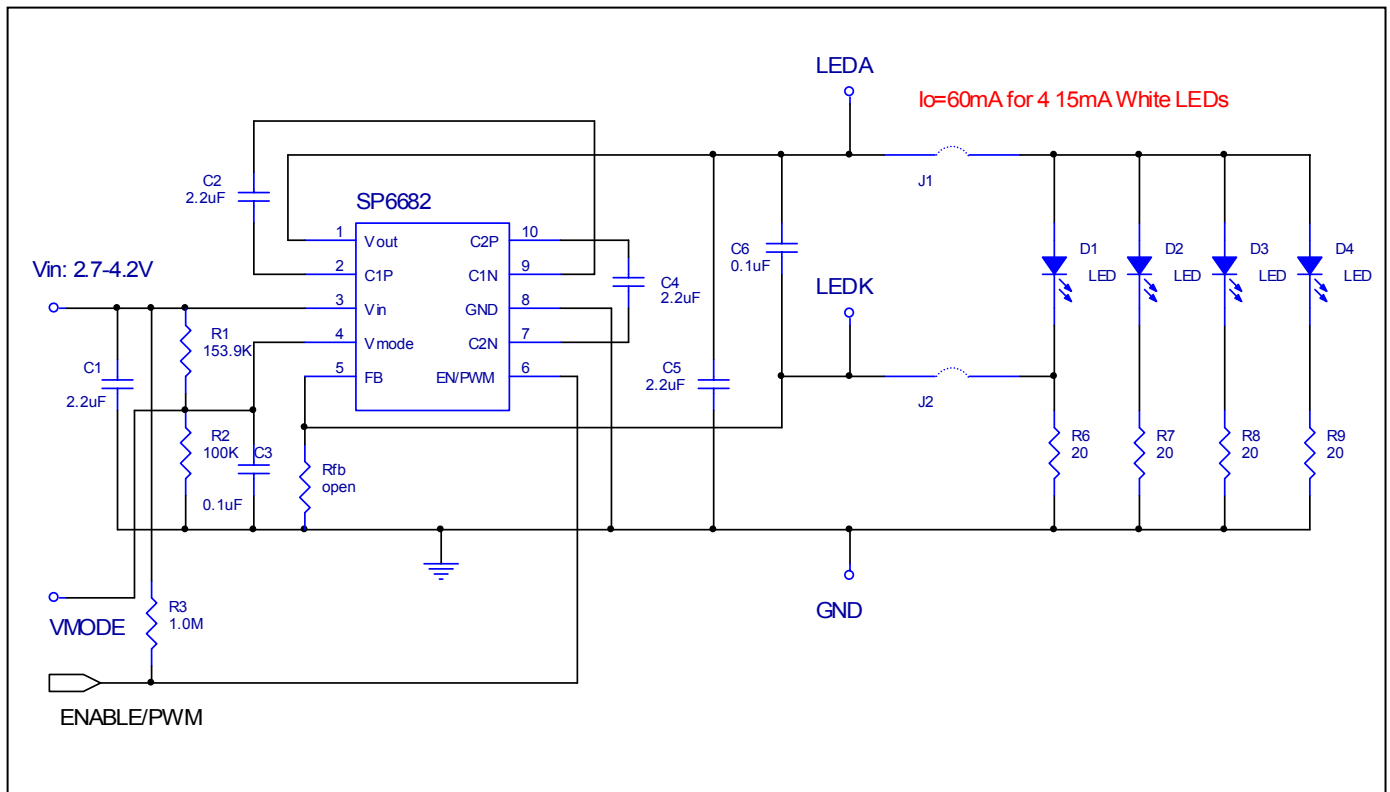 LEDA
Io=60mA for 4 15mA White LEDs
C2
2.2uF
J1
SP6682
1
Vout
C2P
10
2
C1P
C1N
9
3
Vin
GND
8
4
Vmode
C2N
7
5
FB
EN/PWM
6
Vin: 2.7-4.2V
C6
0.1uF
C4
2.2uF
LEDK
D1
LED
D2
LED
D3
LED
D4
LED
R1
153.9K
C1
2.2uF
C5
2.2uF
J2
R2
100K
C3
0.1uF
Rfb
open
R6
20
R7
20
R8
20
R9
20
VMODE
R3
1.0M
GND
ENABLE/PWM